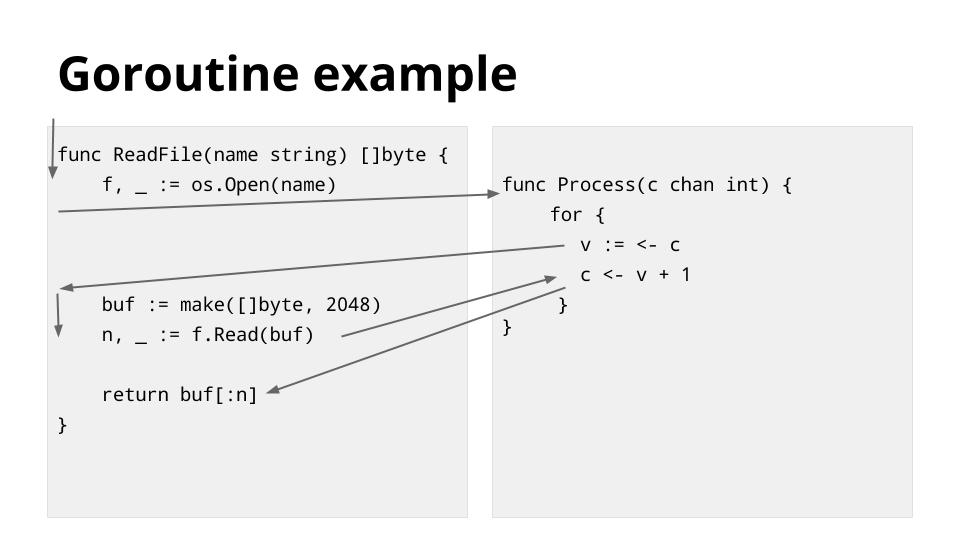 Goroutine example
func ReadFile(name string) []byte {
f, _ := os.Open(name)
buf := make([]byte, 2048)
n, _ := f.Read(buf)
return buf[:n]
}
func Process(c chan int) {
for {
v := <- c
c <- v + 1
}
}